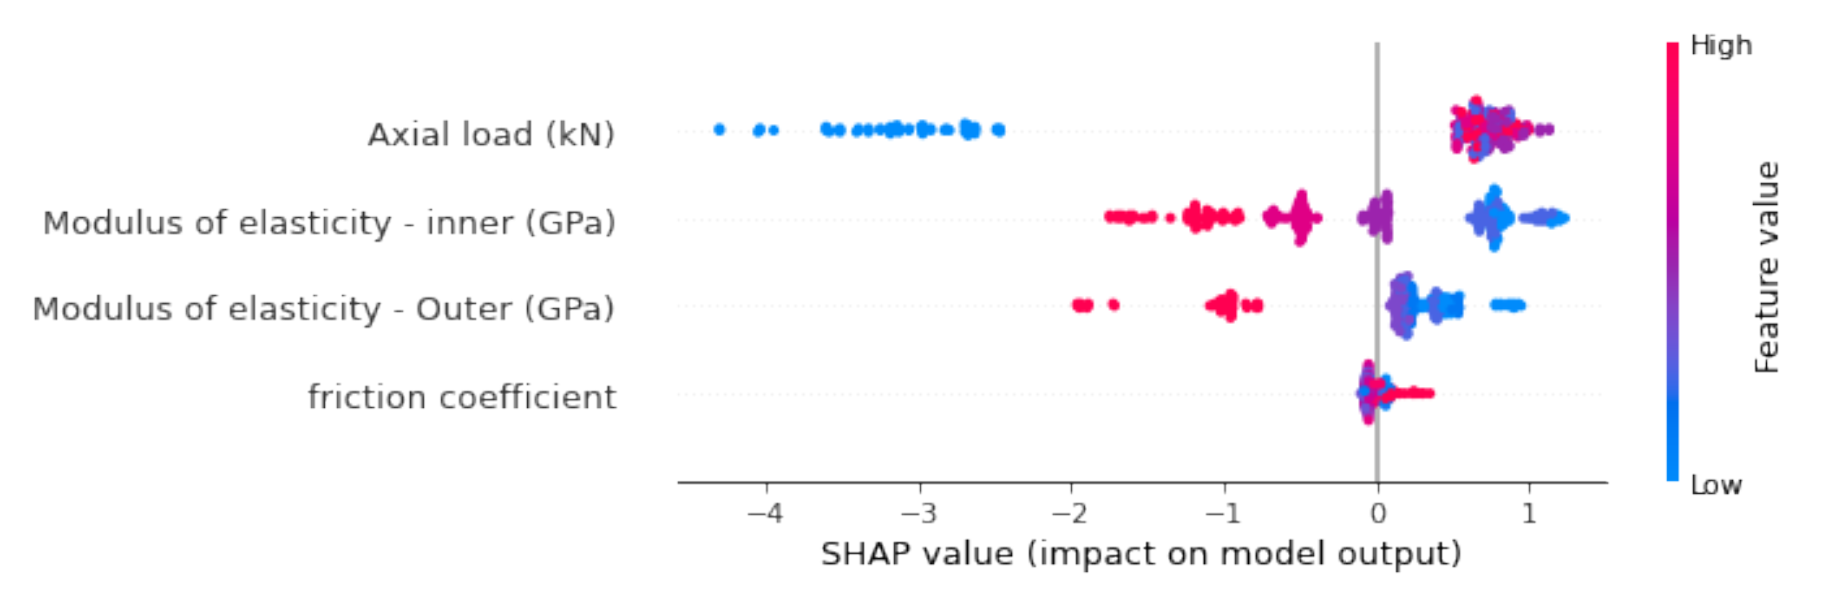 High
Axial load (kN)
Modulus of elasticity - inner (GPa)
Modulus of elasticity - Outer (GPa)
friction coefficient
Feature value
Low
−4 −3 −2 −1 0 1
SHAP value (impact on model output)